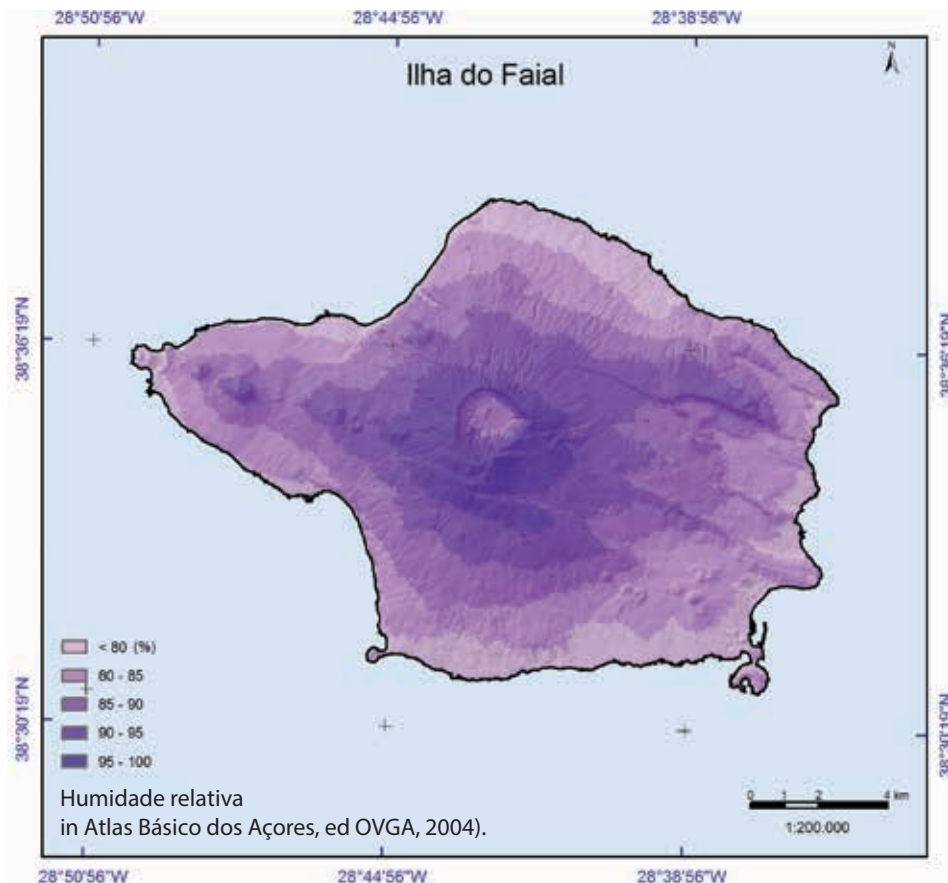 28°50'56"W 28°44'56"W 28°38'56"W
N
Ilha do Faial
38°36'19"N 38°36'19"N
< 80 (%)
80 - 85
85 - 90
90 - 95
95 - 100
38°30'19"N 38°30'19"N
Humidade relativa
in Atlas Básico dos Açores, ed OVGA, 2004).
0 1 2 4 km
1:200.000
28°50'56"W 28°44'56"W 28°38'56"W